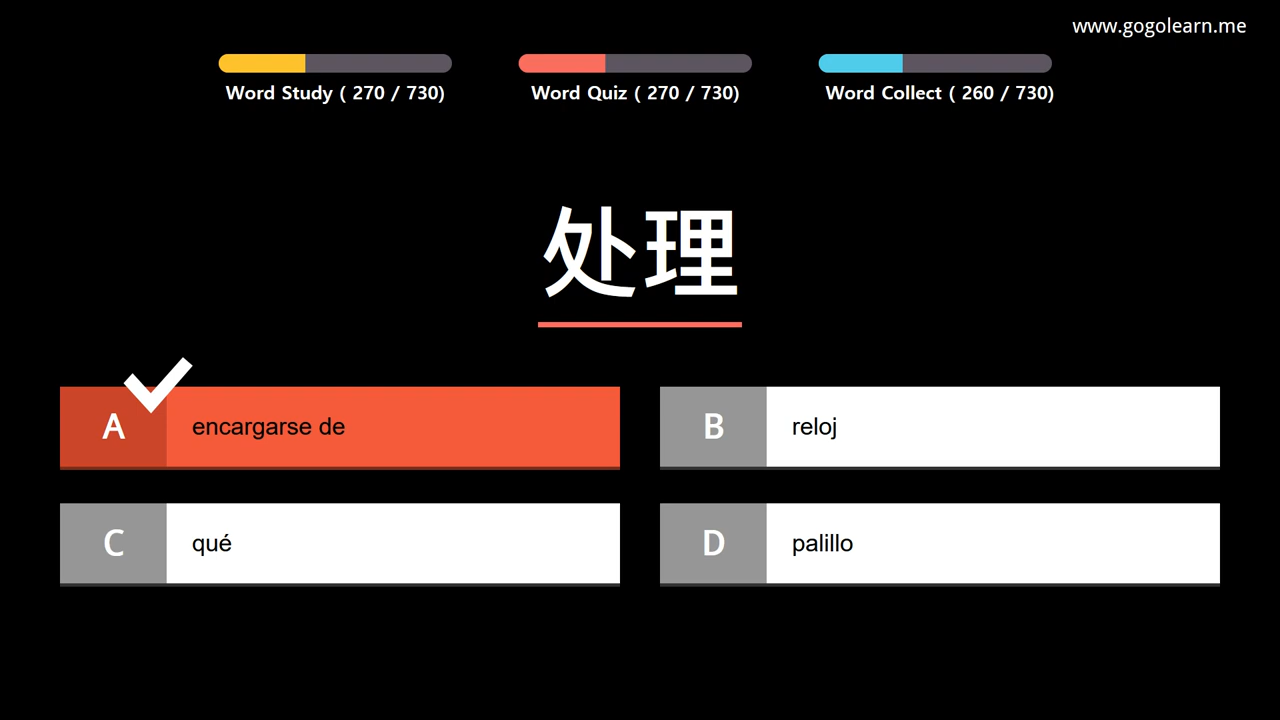 www.gogolearn.me
Word Study ( 270 / 730)
Word Quiz ( 270 / 730)
Word Collect ( 260 / 730)
处理
A encargarse de
B reloj
C qué
D palillo